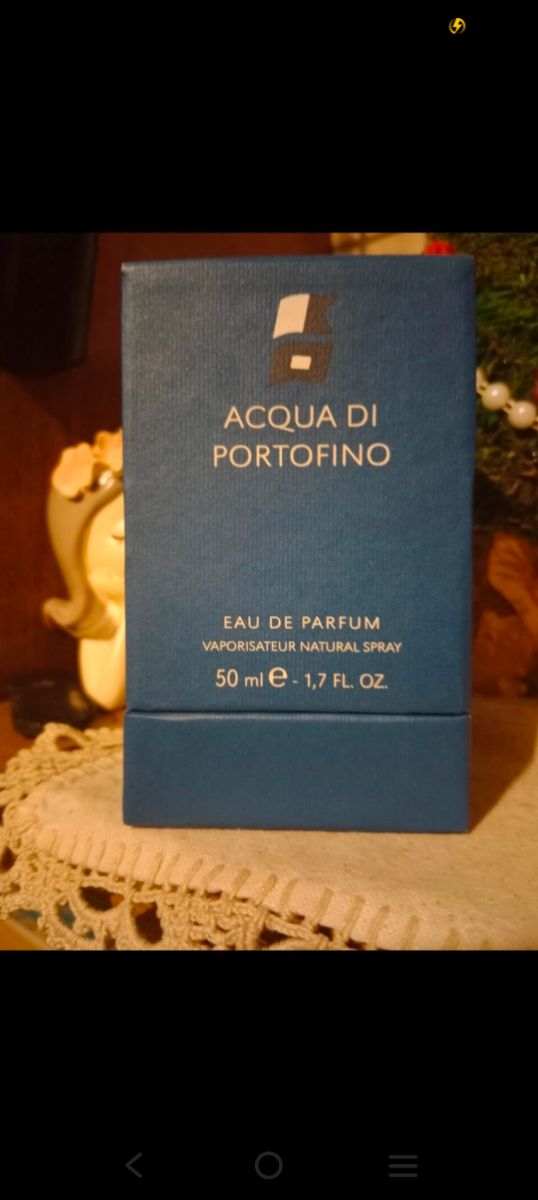 ACQUA DI
PORTOFINO
EAU DE PARFUM
VAPORISATEUR NATURAL SPRAY
50 ml e - 1,7 FL. OZ.